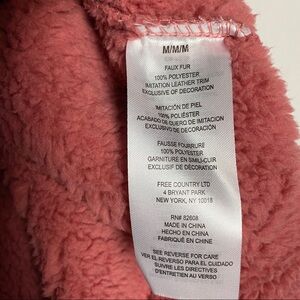 M/M/M
FAUX FUR
100% POLYESTER
IMITATION LEATHER TRIM
EXCLUSIVE OF DECORATION
IMITACIÓN DE PIEL
100% POLIÉSTER
ACABADO DE CUERO DE IMITACIÓN
EXCLUSIVO DE DECORACIÓN
FAUSSE FOURRURE
100% POLYESTER
GARNITURE EN SIMILI-CUIR
EXCLUSIF DE DÉCORATION
FREE COUNTRY LTD
4 BRYANT PARK
NEW YORK, NY 10018
RN# 82608
MADE IN CHINA
HECHO EN CHINA
FABRIQUÉ EN CHINE
SEE REVERSE FOR CARE
VER EL REVERSO PARA EL CUIDADO
SUIVRE LES DIRECTIVES
D'ENTRETIEN AU VERSO